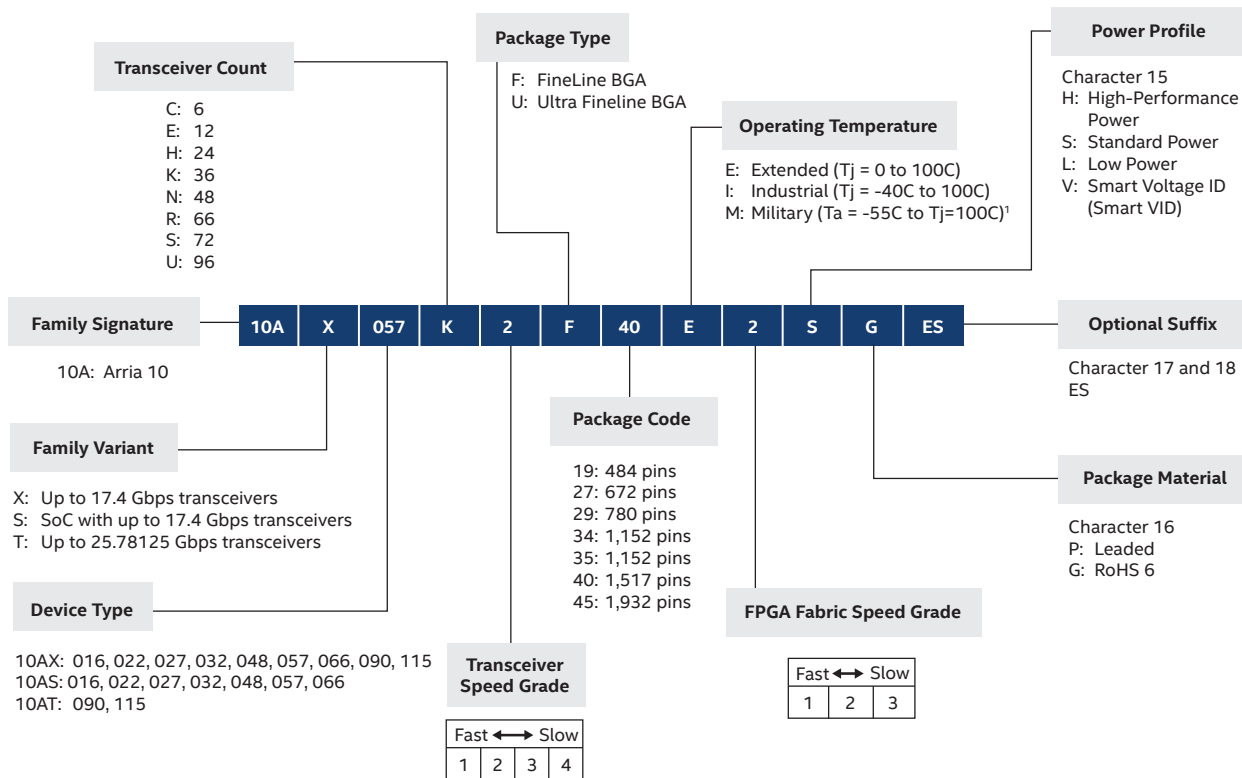 Transceiver Count
C: 6
E: 12
H: 24
K: 36
N: 48
R: 66
S: 72
U: 96
Package Type
F: FineLine BGA
U: Ultra Fineline BGA
Operating Temperature
E: Extended (Tj = 0 to 100C)
I: Industrial (Tj = -40C to 100C)
M: Military (Ta = -55C to Tj=100C)¹
Power Profile
Character 15
H: High-Performance
Power
S: Standard Power
L: Low Power
V: Smart Voltage ID
(Smart VID)
Family Signature
10A: Arria 10
10A X 057 K 2 F 40 E 2 S G ES
Optional Suffix
Character 17 and 18
ES
Family Variant
X: Up to 17.4 Gbps transceivers
S: SoC with up to 17.4 Gbps transceivers
T: Up to 25.78125 Gbps transceivers
Package Code
19: 484 pins
27: 672 pins
29: 780 pins
34: 1,152 pins
35: 1,152 pins
40: 1,517 pins
45: 1,932 pins
Package Material
Character 16
P: Leaded
G: RoHS 6
Device Type
10AX: 016, 022, 027, 032, 048, 057, 066, 090, 115
10AS: 016, 022, 027, 032, 048, 057, 066
10AT: 090, 115
Transceiver
Speed Grade
Fast ↔ Slow
1 2 3 4
FPGA Fabric Speed Grade
Fast ↔ Slow
1 2 3